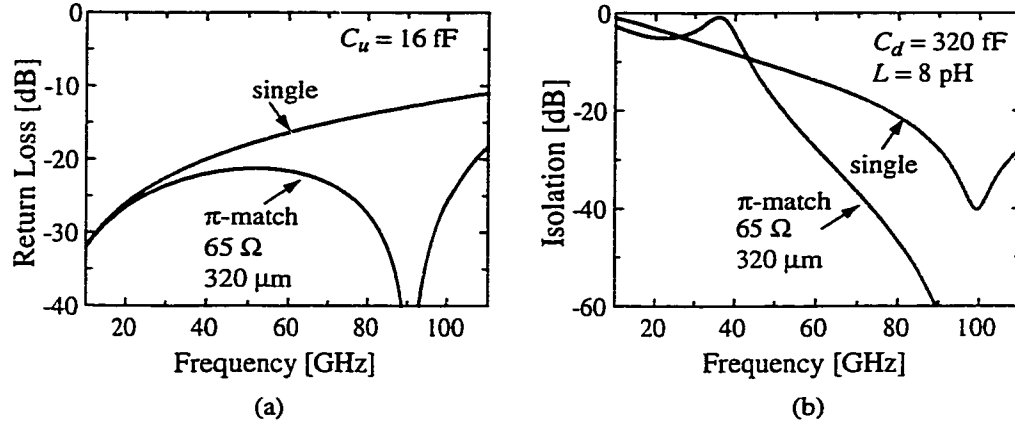 0
-10
-20
-30
-40
Return Loss [dB]
C_u = 16 fF
single
π-match
65 Ω
320 μm
20 40 60 80 100
Frequency [GHz]
(a)
0
-20
-40
-60
Isolation [dB]
C_d = 320 fF
L = 8 pH
single
π-match
65 Ω
320 μm
20 40 60 80 100
Frequency [GHz]
(b)